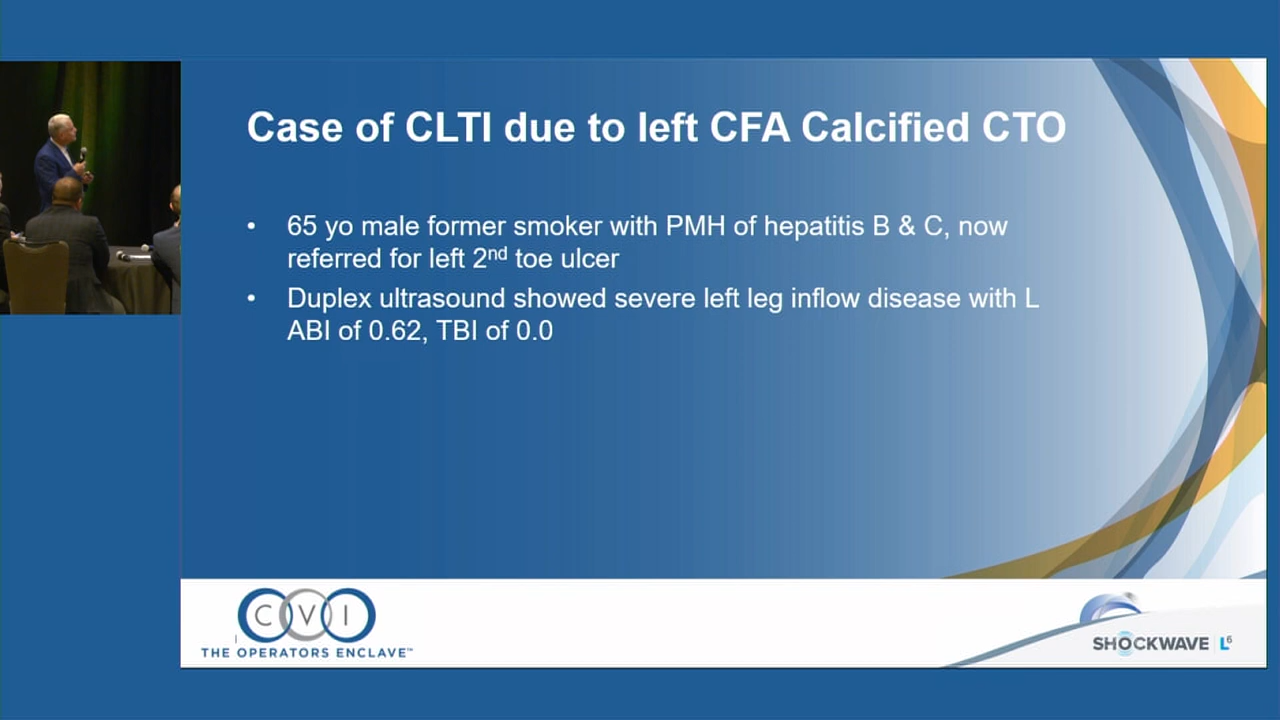 Case of CLTI due to left CFA Calcified CTO
• 65 yo male former smoker with PMH of hepatitis B & C, now
referred for left 2nd toe ulcer
• Duplex ultrasound showed severe left leg inflow disease with L
ABI of 0.62, TBI of 0.0
CVI
THE OPERATORS ENCLAVE™
SHOCKWAVE | L6